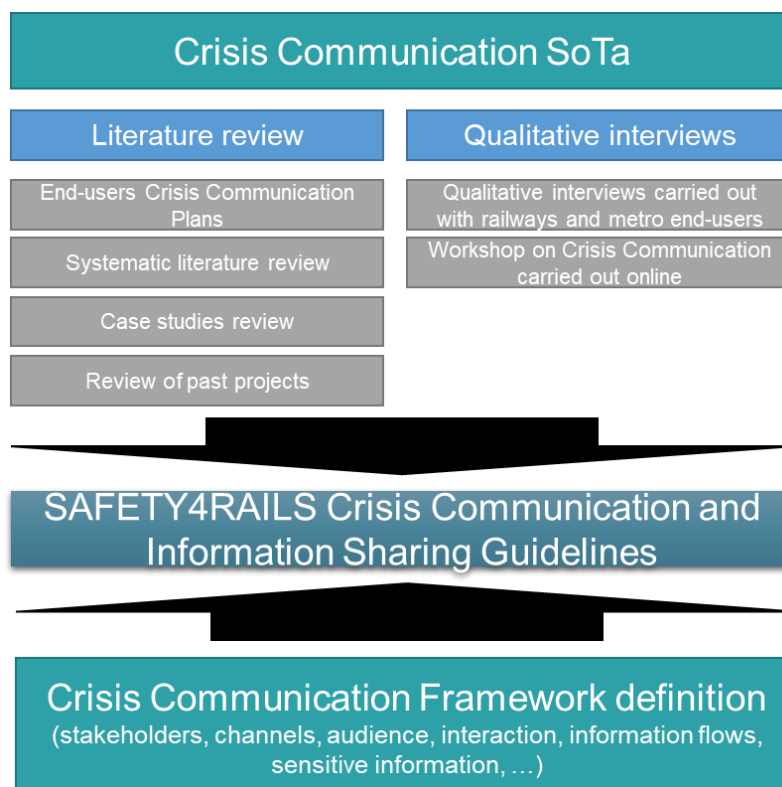 Crisis Communication SoTa
Literature review
Qualitative interviews
End-users Crisis Communication
Plans
Systematic literature review
Case studies review
Review of past projects
Qualitative interviews carried out
with railways and metro end-users
Workshop on Crisis Communication
carried out online
SAFETY4RAILS Crisis Communication and
Information Sharing Guidelines
Crisis Communication Framework definition
(stakeholders, channels, audience, interaction, information flows,
sensitive information, …)